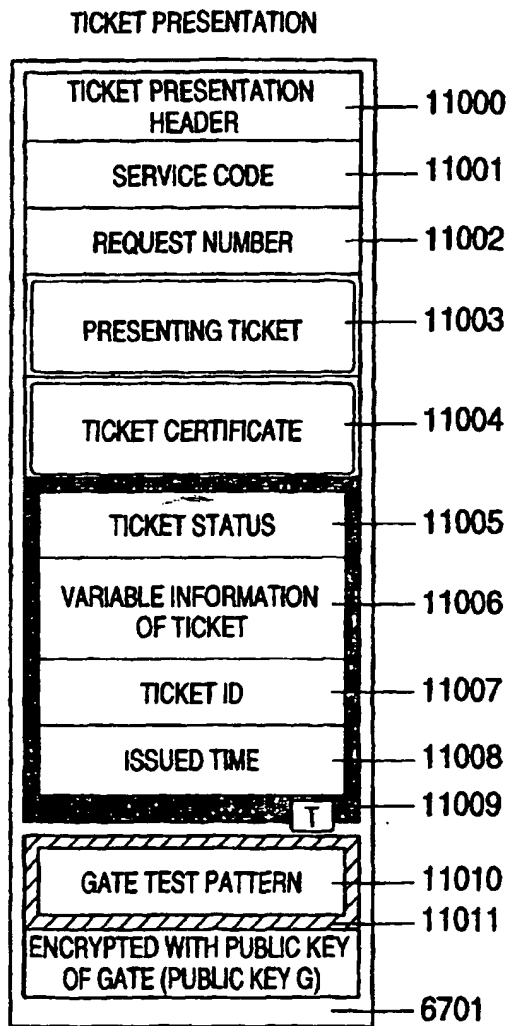 TICKET PRESENTATION
TICKET PRESENTATION
HEADER
11000
SERVICE CODE
11001
REQUEST NUMBER
11002
PRESENTING TICKET
11003
TICKET CERTIFICATE
11004
TICKET STATUS
11005
VARIABLE INFORMATION
OF TICKET
11006
TICKET ID
11007
ISSUED TIME
11008
11009
T
GATE TEST PATTERN
11010
11011
ENCRYPTED WITH PUBLIC KEY
OF GATE (PUBLIC KEY G)
6701